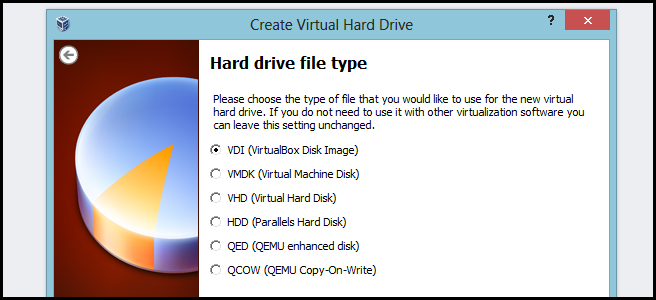 Create Virtual Hard Drive
?
Hard drive file type
Please choose the type of file that you would like to use for the new virtual
hard drive. If you do not need to use it with other virtualization software you
can leave this setting unchanged.
VDI (VirtualBox Disk Image)
VMDK (Virtual Machine Disk)
VHD (Virtual Hard Disk)
HDD (Parallels Hard Disk)
QED (QEMU enhanced disk)
QCOW (QEMU Copy-On-Write)